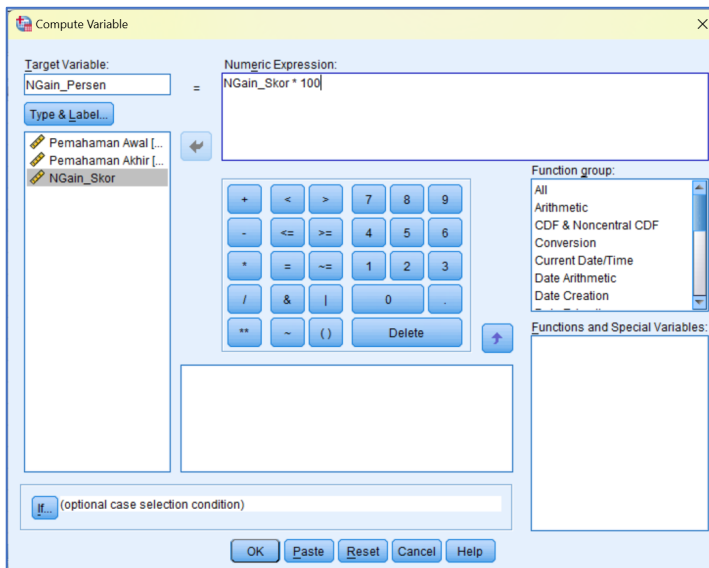 Compute Variable
Target Variable:
NGain_Persen
=
Numeric Expression:
NGain_Skor * 100
Type & Label...
Pemahaman Awal [...
Pemahaman Akhir [...
NGain_Skor
+ < > 7 8 9
- <= >= 4 5 6
* = ~= 1 2 3
/ & | 0 .
** ~ ( ) Delete
Function group:
All
Arithmetic
CDF & Noncentral CDF
Conversion
Current Date/Time
Date Arithmetic
Date Creation
Functions and Special Variables:
If... (optional case selection condition)
OK Paste Reset Cancel Help